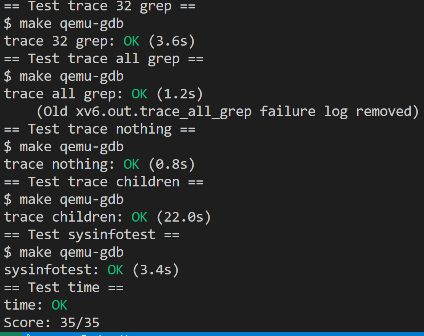 == Test trace 32 grep ==
$ make qemu-gdb
trace 32 grep: OK (3.6s)
== Test trace all grep ==
$ make qemu-gdb
trace all grep: OK (1.2s)
    (Old xv6.out.trace_all_grep failure log removed)
== Test trace nothing ==
$ make qemu-gdb
trace nothing: OK (0.8s)
== Test trace children ==
$ make qemu-gdb
trace children: OK (22.0s)
== Test sysinfotest ==
$ make qemu-gdb
sysinfotest: OK (3.4s)
== Test time ==
time: OK
Score: 35/35